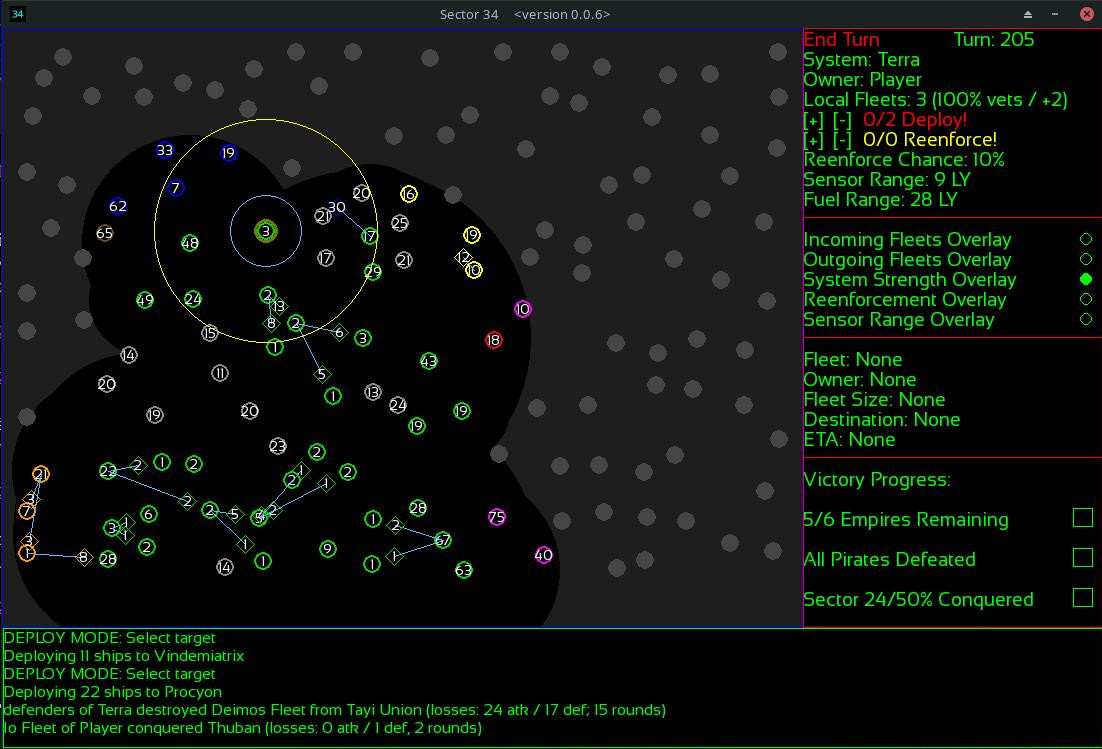 34
Sector 34 <version 0.0.6>
End Turn Turn: 205
System: Terra
Owner: Player
Local Fleets: 3 (100% vets / +2)
[+] [-] 0/2 Deploy!
[+] [-] 0/0 Reenforce!
Reenforce Chance: 10%
Sensor Range: 9 LY
Fuel Range: 28 LY
Incoming Fleets Overlay
Outgoing Fleets Overlay
System Strength Overlay
Reenforcement Overlay
Sensor Range Overlay
Fleet: None
Owner: None
Fleet Size: None
Destination: None
ETA: None
Victory Progress:
5/6 Empires Remaining
All Pirates Defeated
Sector 24/50% Conquered
33 19
7 20 16
62 30
21 25
65 48 3 17 19
17 21 12
29 10
49 24 2 13
10
8 2 6
15 3 18
14 1 43
11 5
20 1 13 24
19 20 19
19
23 2
21 23 2 1 2 1 2
2 1
3 2
7 6 2 5 2 1 28 75
3 1 2 67
3 1 2 1 9 40
1 8 28 14 1 1 63
DEPLOY MODE: Select target
Deploying 11 ships to Vindemiatrix
DEPLOY MODE: Select target
Deploying 22 ships to Procyon
defenders of Terra destroyed Deimos Fleet from Tayi Union (losses: 24 atk / 17 def; 15 rounds)
Io Fleet of Player conquered Thuban (losses: 0 atk / 1 def, 2 rounds)